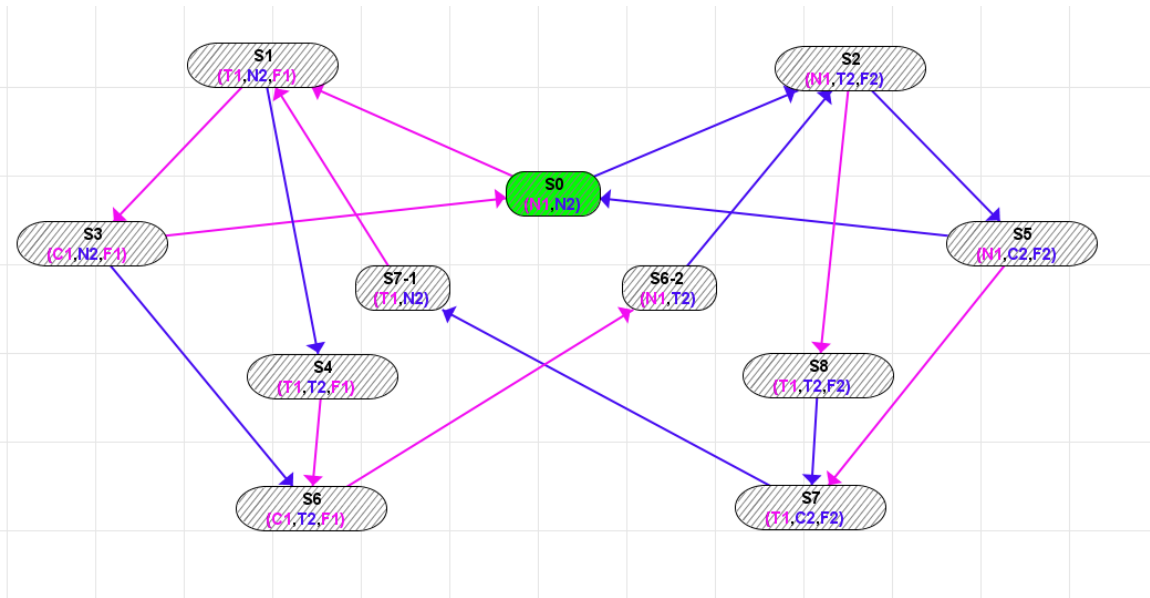 S1
(T1,N2,F1)
S2
(N1,T2,F2)
S0
(N1,N2)
S3
(C1,N2,F1)
S5
(N1,C2,F2)
S7-1
(T1,N2)
S6-2
(N1,T2)
S4
(T1,T2,F1)
S8
(T1,T2,F2)
S6
(C1,T2,F1)
S7
(T1,C2,F2)